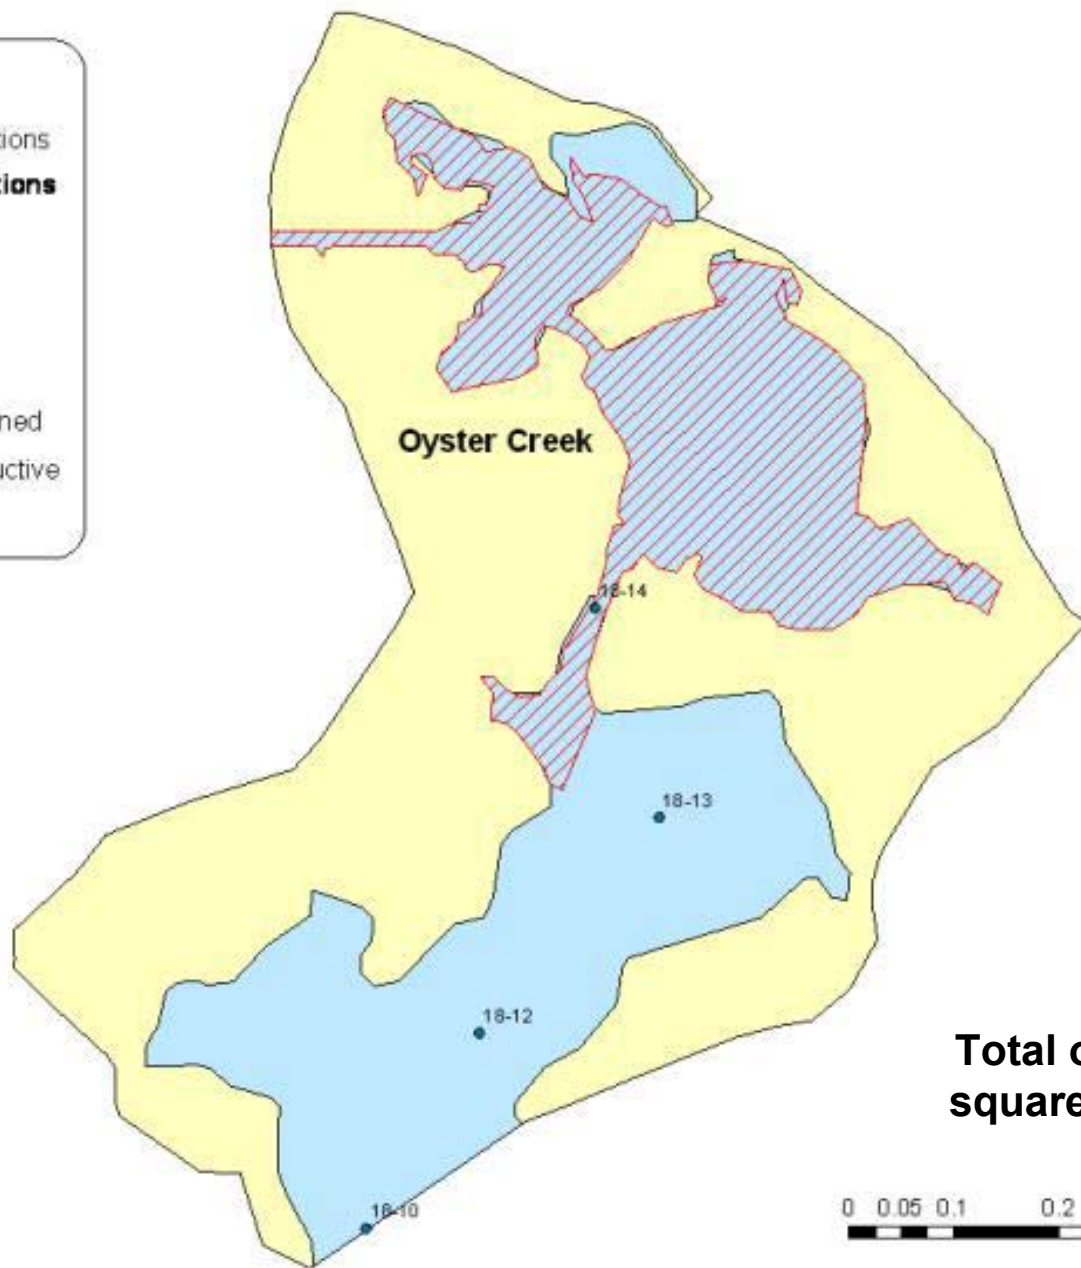 tions
tions
ned
uctive
Oyster Creek
18-14
18-13
18-12
18-10
Total o
square
0 0.05 0.1 0.2